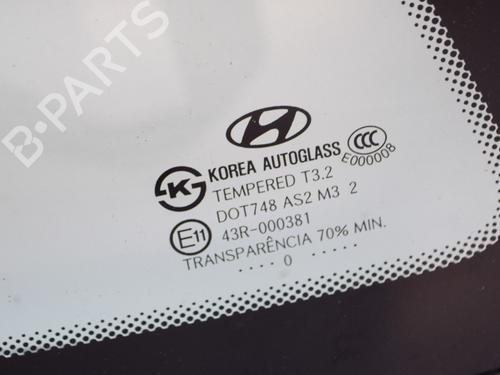 B-PARTS
KOREA AUTOGLASS
CCC
E000008
K
TEMPERED T3.2
DOT748 AS2 M3 2
E11
43R-000381
TRANSPARÊNCIA 70% MIN.
.... 0 ....